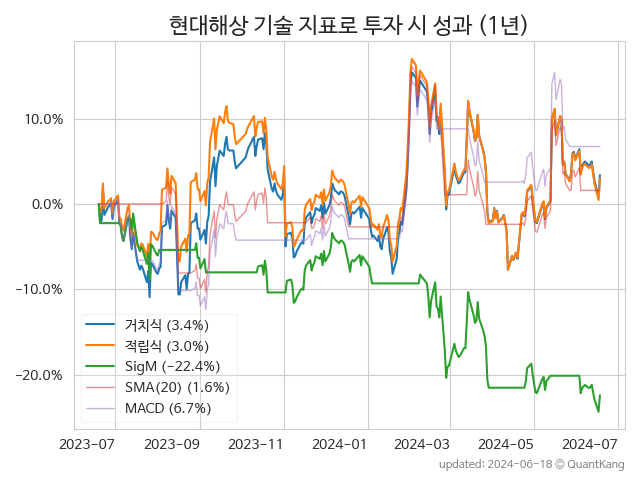 현대해상 기술 지표로 투자 시 성과 (1년)
10.0%
0.0%
−10.0%
−20.0%
거치식 (3.4%)
적립식 (3.0%)
SigM (−22.4%)
SMA(20) (1.6%)
MACD (6.7%)
2023-07 2023-09 2023-11 2024-01 2024-03 2024-05 2024-07
updated: 2024-06-18 © QuantKang